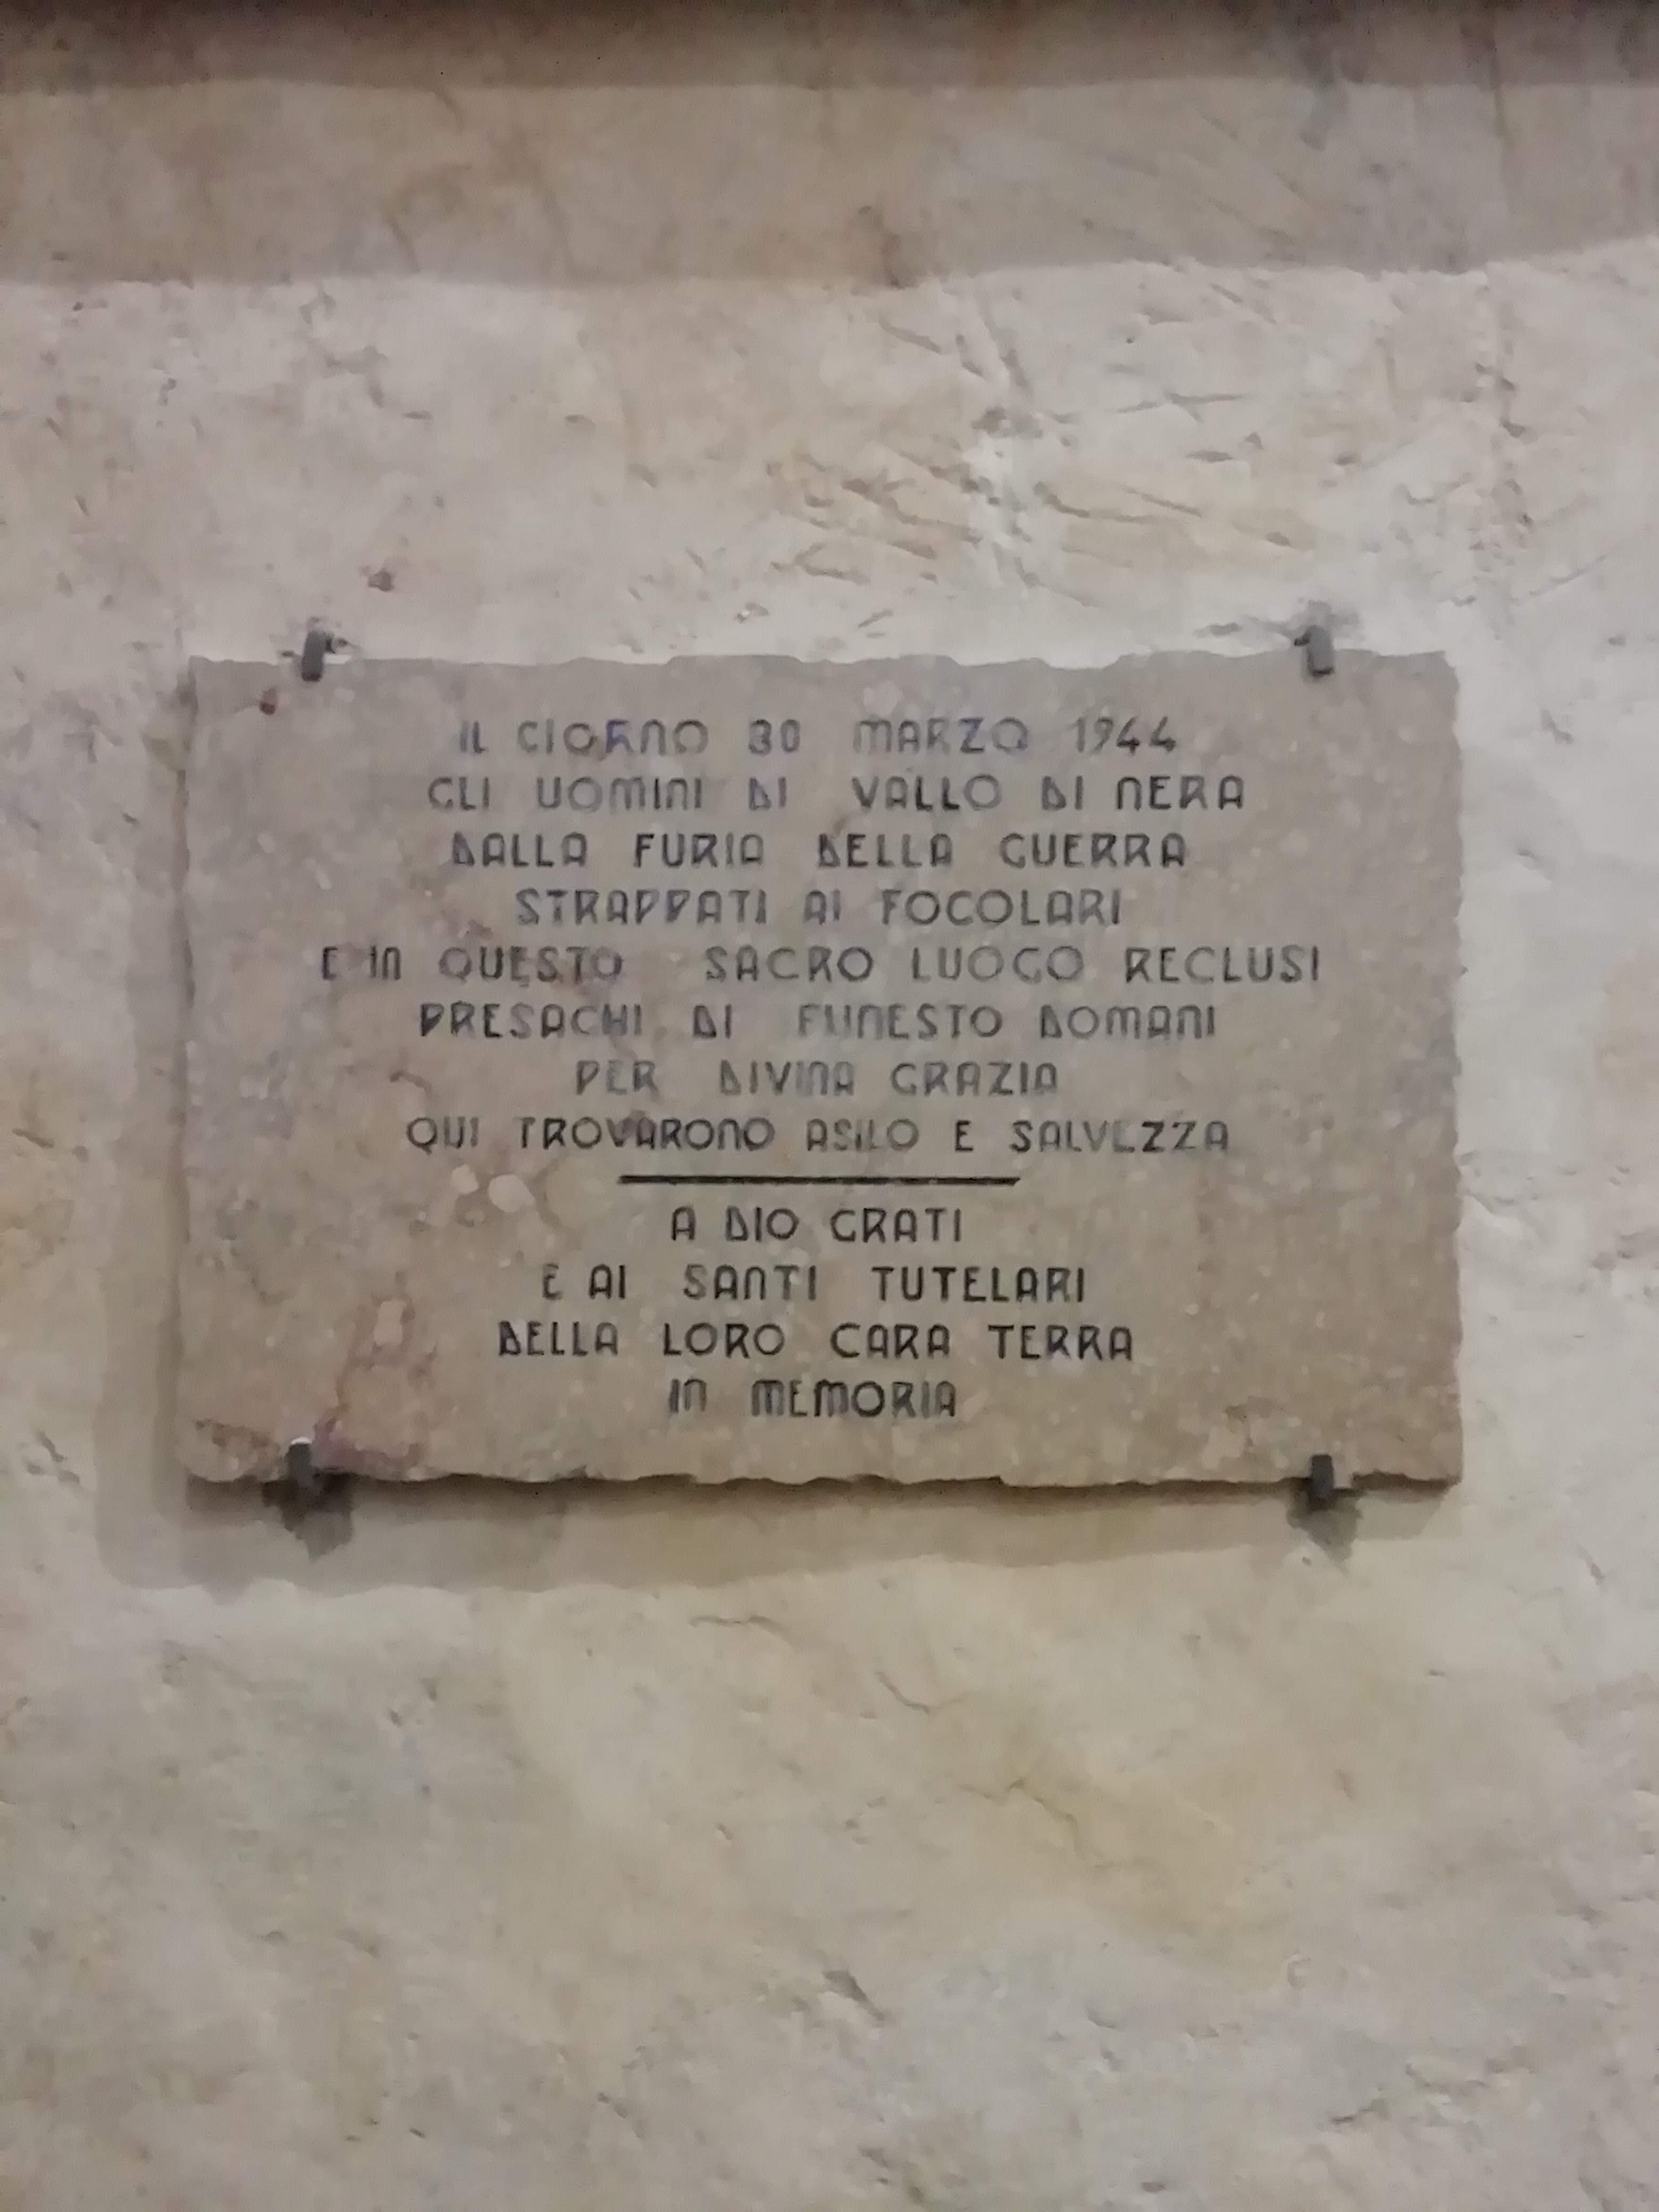 IL GIORNO 30 MARZO 1944
GLI UOMINI DI VALLO DI NERA
DALLA FURIA DELLA GUERRA
STRAPPATI AI FOCOLARI
E IN QUESTO SACRO LUOGO RECLUSI
PRESAGHI DI FUNESTO DOMANI
PER DIVINA GRAZIA
QUI TROVARONO ASILO E SALVEZZA
A DIO GRATI
E AI SANTI TUTELARI
DELLA LORO CARA TERRA
IN MEMORIA